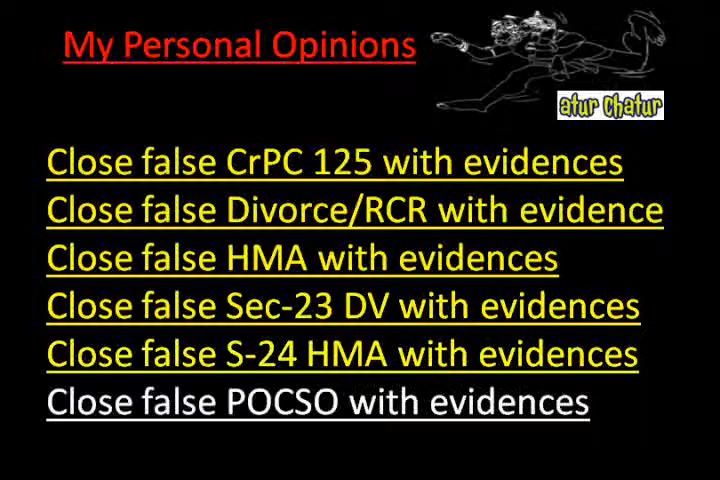 My Personal Opinions
atur Chatur
Close false CrPC 125 with evidences
Close false Divorce/RCR with evidence
Close false HMA with evidences
Close false Sec-23 DV with evidences
Close false S-24 HMA with evidences
Close false POCSO with evidences